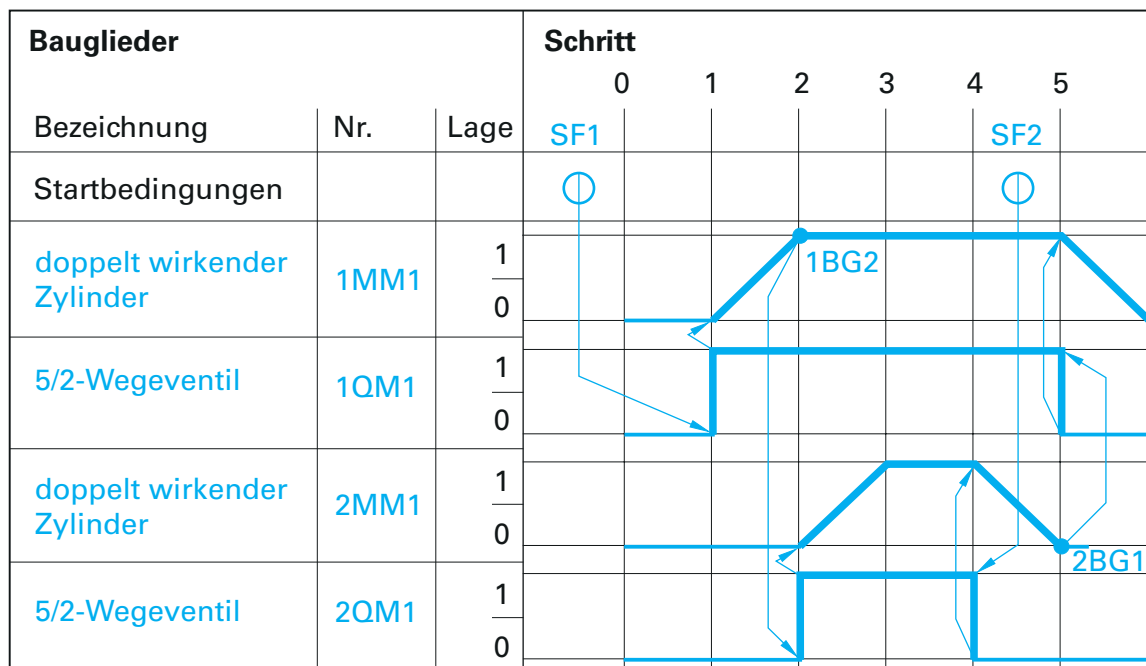 Bauglieder
Schritt
0 1 2 3 4 5
Bezeichnung Nr. Lage
SF1 SF2
Startbedingungen
doppelt wirkender
Zylinder
1MM1
1
0
1BG2
5/2-Wegeventil
1QM1
1
0
doppelt wirkender
Zylinder
2MM1
1
0
2BG1
5/2-Wegeventil
2QM1
1
0